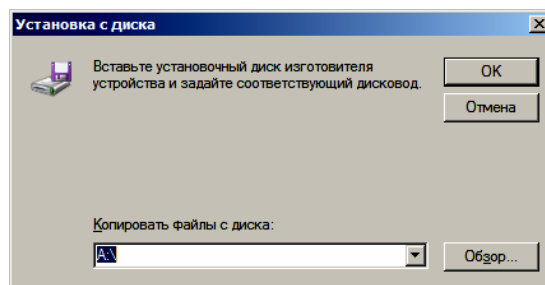 Установка с диска
Вставьте установочный диск изготовителя
устройства и задайте соответствующий дисковод.
OK
Отмена
Копировать файлы с диска:
A:\
Обзор...